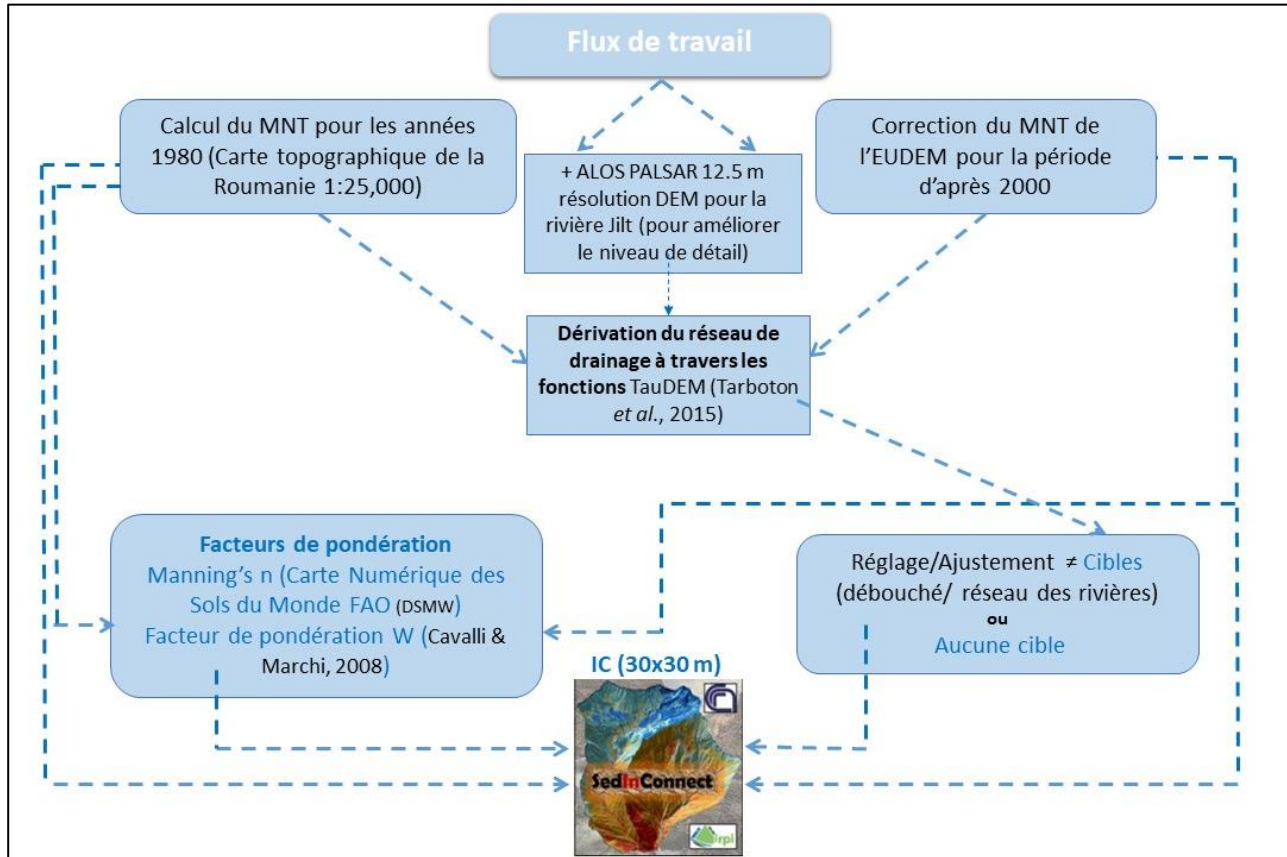 Flux de travail
Calcul du MNT pour les années
1980 (Carte topographique de la
Roumanie 1:25,000)
+ ALOS PALSAR 12.5 m
résolution DEM pour la
rivière Jilt (pour améliorer
le niveau de détail)
Correction du MNT de
l’EUDEM pour la période
d’après 2000
Dérivation du réseau de
drainage à travers les
fonctions TauDEM (Tarboton
et al., 2015)
Facteurs de pondération
Manning’s n (Carte Numérique des
Sols du Monde FAO (DSMW)
Facteur de pondération W (Cavalli &
Marchi, 2008)
Réglage/Ajustement ≠ Cibles
(débouché/ réseau des rivières)
ou
Aucune cible
IC (30x30 m)
SedInConnect
irpi